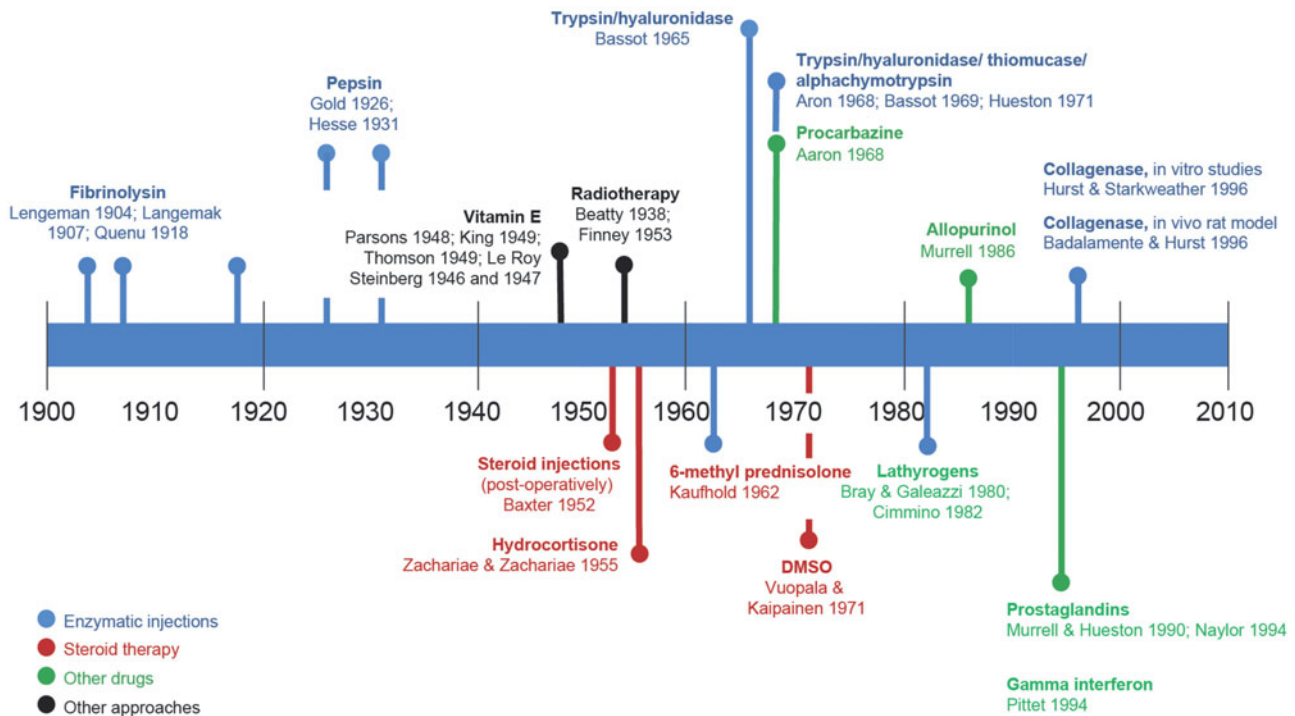 Trypsin/hyaluronidase
Bassot 1965
Trypsin/hyaluronidase/ thiomucase/
alphachymotrypsin
Aron 1968; Bassot 1969; Hueston 1971
Pepsin
Gold 1926;
Hesse 1931
Procarbazine
Aaron 1968
Fibrinolysin
Lengeman 1904; Langemak
1907; Quenu 1918
Vitamin E
Parsons 1948; King 1949;
Thomson 1949; Le Roy
Steinberg 1946 and 1947
Radiotherapy
Beatty 1938;
Finney 1953
Allopurinol
Murrell 1986
Collagenase, in vitro studies
Hurst & Starkweather 1996
Collagenase, in vivo rat model
Badalamente & Hurst 1996
1900 1910 1920 1930 1940 1950 1960 1970 1980 1990 2000 2010
Steroid injections
(post-operatively)
Baxter 1952
Hydrocortisone
Zachariae & Zachariae 1955
6-methyl prednisolone
Kaufhold 1962
DMSO
Vuopala &
Kaipainen 1971
Lathyrogens
Bray & Galeazzi 1980;
Cimmino 1982
Prostaglandins
Murrell & Hueston 1990; Naylor 1994
Gamma interferon
Pittet 1994
Enzymatic injections
Steroid therapy
Other drugs
Other approaches